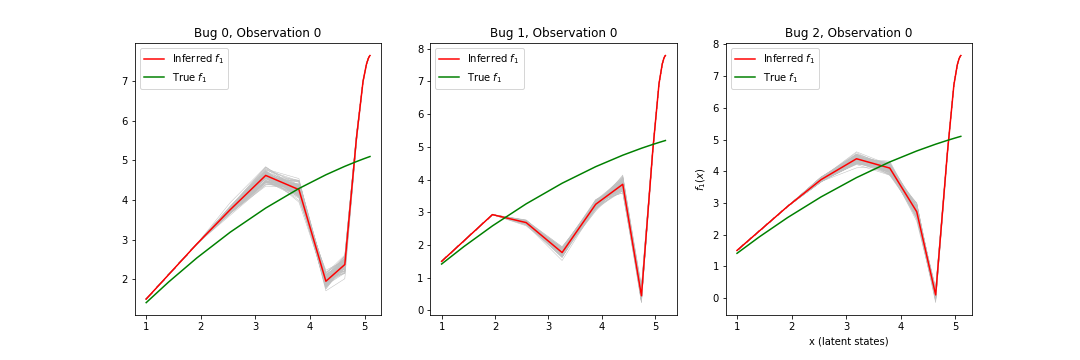 Bug 0, Observation 0
Inferred f₁
True f₁
7
6
5
4
3
2
1 2 3 4 5
Bug 1, Observation 0
Inferred f₁
True f₁
8
7
6
5
4
3
2
1
0
1 2 3 4 5
Bug 2, Observation 0
Inferred f₁
True f₁
f₁(x)
8
7
6
5
4
3
2
1
0
1 2 3 4 5
x (latent states)